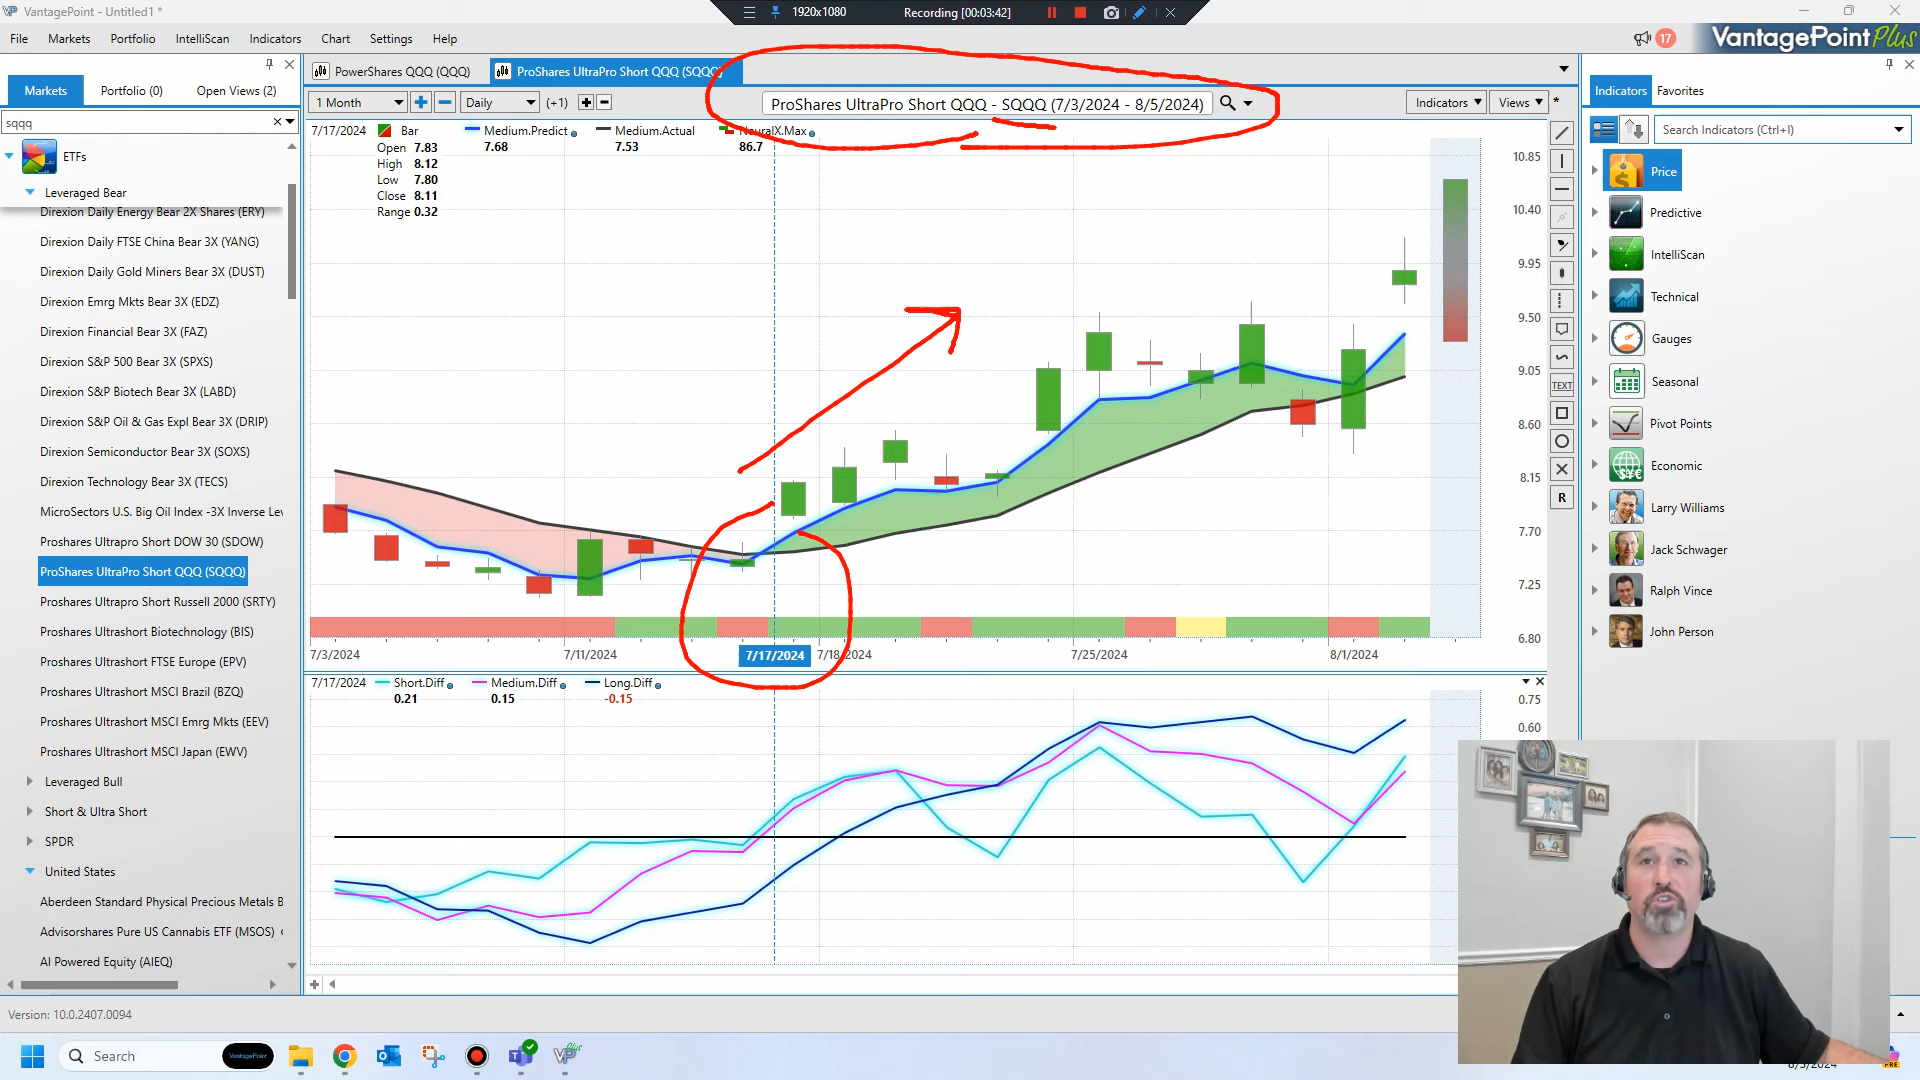 VantagePoint - Untitled1 *
1920x1080
Recording [00:03:42]
File Markets Portfolio IntelliScan Indicators Chart Settings Help
17
VantagePoint Plus
Markets Portfolio (0) Open Views (2)
sqqq
ETFs
Leveraged Bear
Direxion Daily Energy Bear 2X Shares (ERY)
Direxion Daily FTSE China Bear 3X (YANG)
Direxion Daily Gold Miners Bear 3X (DUST)
Direxion Emrg Mkts Bear 3X (EDZ)
Direxion Financial Bear 3X (FAZ)
Direxion S&P 500 Bear 3X (SPXS)
Direxion S&P Biotech Bear 3X (LABD)
Direxion S&P Oil & Gas Expl Bear 3X (DRIP)
Direxion Semiconductor Bear 3X (SOXS)
Direxion Technology Bear 3X (TECS)
MicroSectors U.S. Big Oil Index -3X Inverse Lev
Proshares Ultrapro Short DOW 30 (SDOW)
ProShares UltraPro Short QQQ (SQQQ)
Proshares Ultrapro Short Russell 2000 (SRTY)
Proshares Ultrashort Biotechnology (BIS)
Proshares Ultrashort FTSE Europe (EPV)
Proshares Ultrashort MSCI Brazil (BZQ)
Proshares Ultrashort MSCI Emrg Mkts (EEV)
Proshares Ultrashort MSCI Japan (EWV)
Leveraged Bull
Short & Ultra Short
SPDR
United States
Aberdeen Standard Physical Precious Metals B
Advisorshares Pure US Cannabis ETF (MSOS)
AI Powered Equity (AIEQ)
PowerShares QQQ (QQQ)
ProShares UltraPro Short QQQ (SQQQ)
1 Month
Daily
(+1)
ProShares UltraPro Short QQQ - SQQQ (7/3/2024 - 8/5/2024)
Indicators
Views
*
7/17/2024 Bar Medium.Predict Medium.Actual NeuralX.Max
Open 7.83 7.68 7.53 86.7
High 8.12
Low 7.80
Close 8.11
Range 0.32
10.85
10.40
9.95
9.50
9.05
8.60
8.15
7.70
7.25
6.80
7/3/2024 7/11/2024 7/17/2024 7/18/2024 7/25/2024 8/1/2024
7/17/2024 Short.Diff Medium.Diff Long.Diff
0.21 0.15 -0.15
0.75
0.60
TEXT
R
Indicators Favorites
Search Indicators (Ctrl+I)
Price
Predictive
IntelliScan
Technical
Gauges
Seasonal
Pivot Points
Economic
Larry Williams
Jack Schwager
Ralph Vince
John Person
Version: 10.0.2407.0094
Search
VantagePoint
8/5/2024
PRE